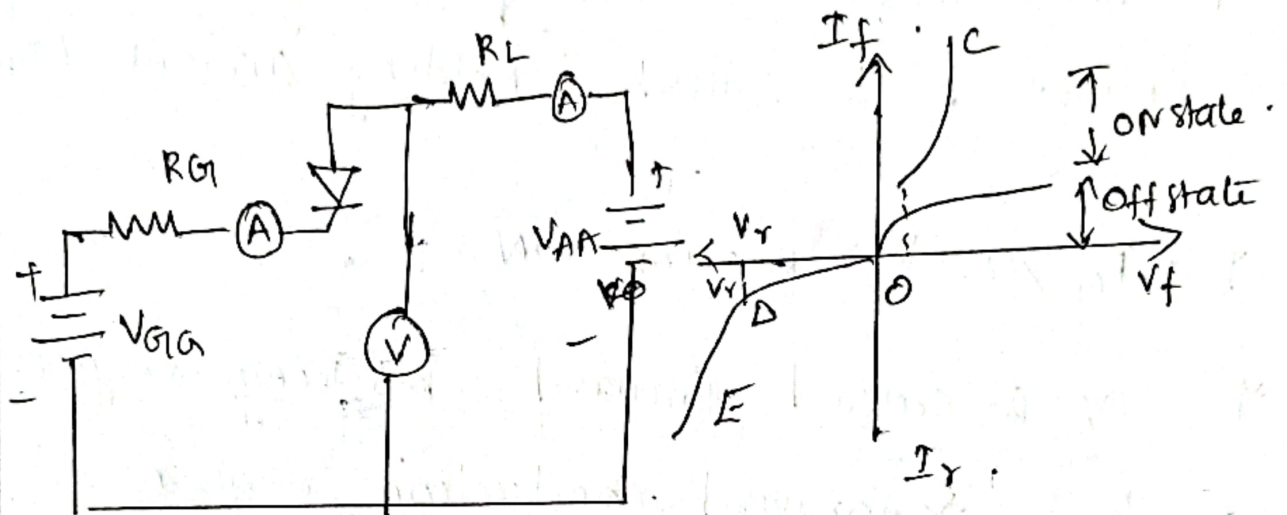 RL
A
RG
A
+
VGG
-
V
+
VAA
-
If
C
ON state.
Off state
Vr
Vr
D
O
Vf
E
Ir.